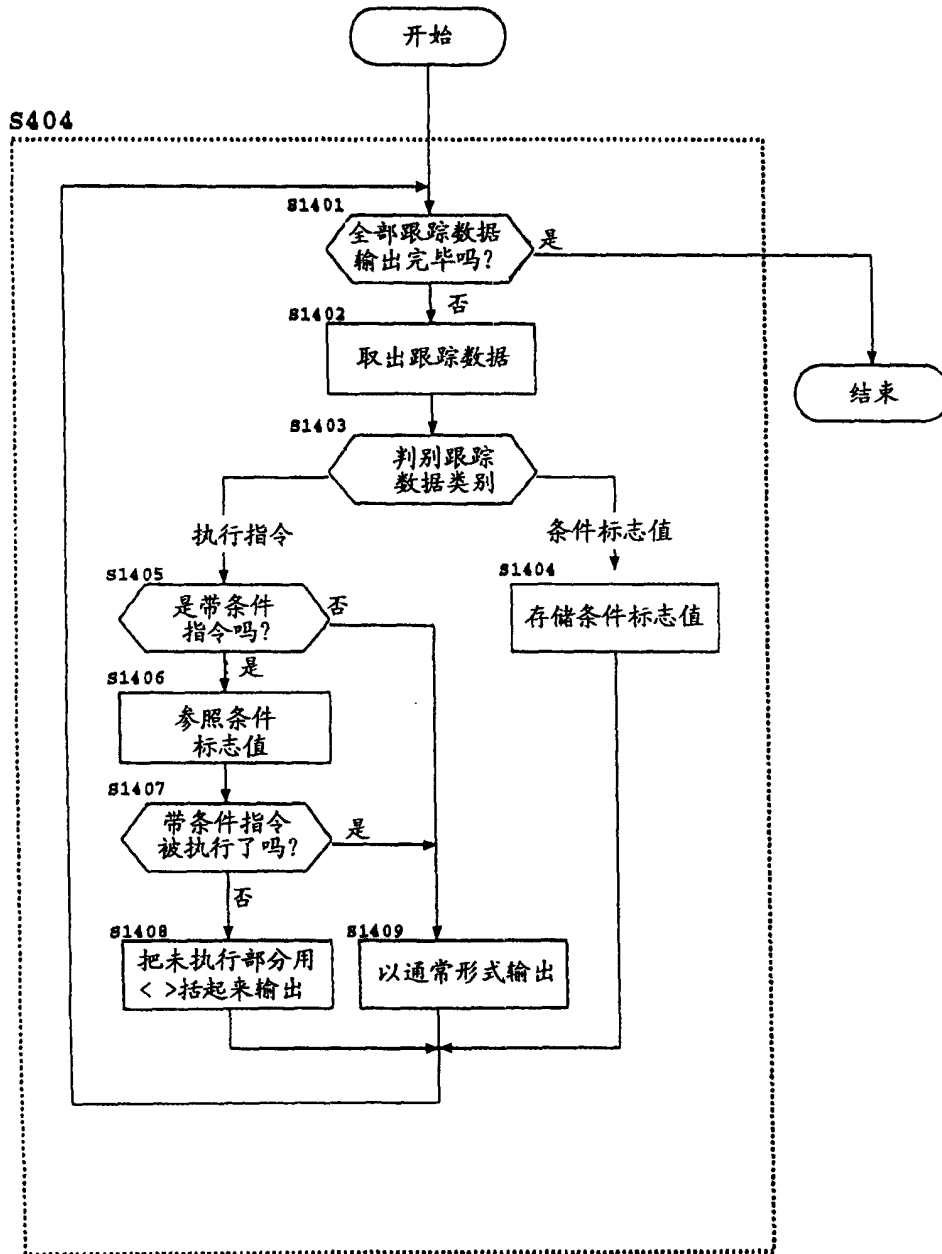 开始
S404
S1401
全部跟踪数据
输出完毕吗?
是
否
S1402
取出跟踪数据
结束
S1403
判别跟踪
数据类别
执行指令
条件标志值
S1405
是带条件
指令吗?
否
S1404
存储条件标志值
是
S1406
参照条件
标志值
S1407
带条件指令
被执行了吗?
是
否
S1408
把未执行部分用
< >括起来输出
S1409
以通常形式输出